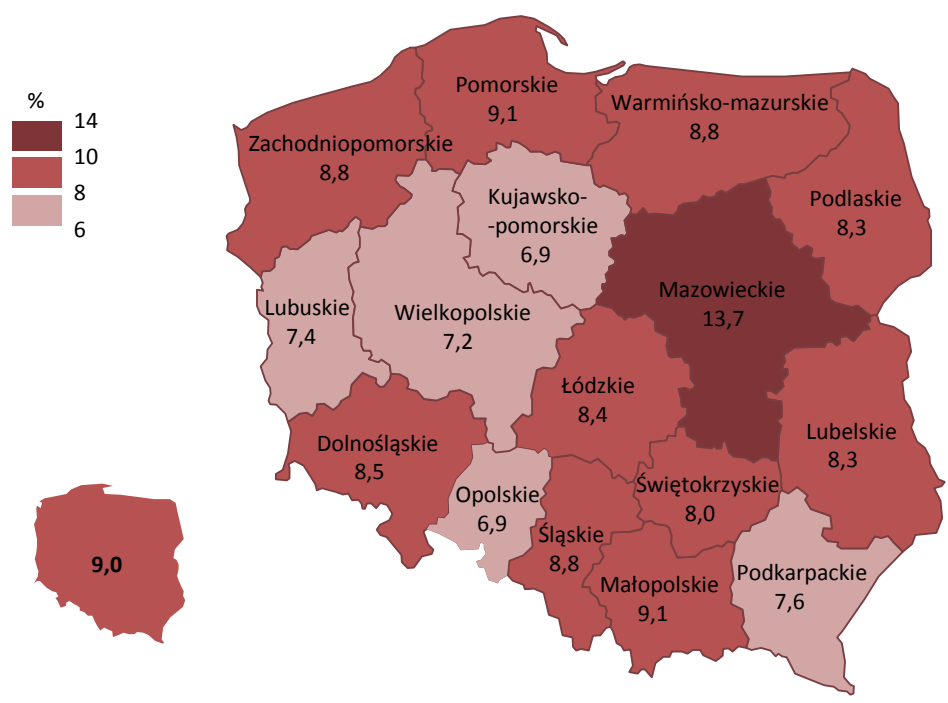 %
14
10
8
6
Pomorskie
9,1
Warmińsko-mazurskie
8,8
Zachodniopomorskie
8,8
Podlaskie
8,3
Kujawsko-
-pomorskie
6,9
Mazowieckie
13,7
Lubuskie
7,4
Wielkopolskie
7,2
Łódzkie
8,4
Dolnośląskie
8,5
Lubelskie
8,3
Opolskie
6,9
Świętokrzyskie
8,0
Śląskie
8,8
Małopolskie
9,1
Podkarpackie
7,6
9,0